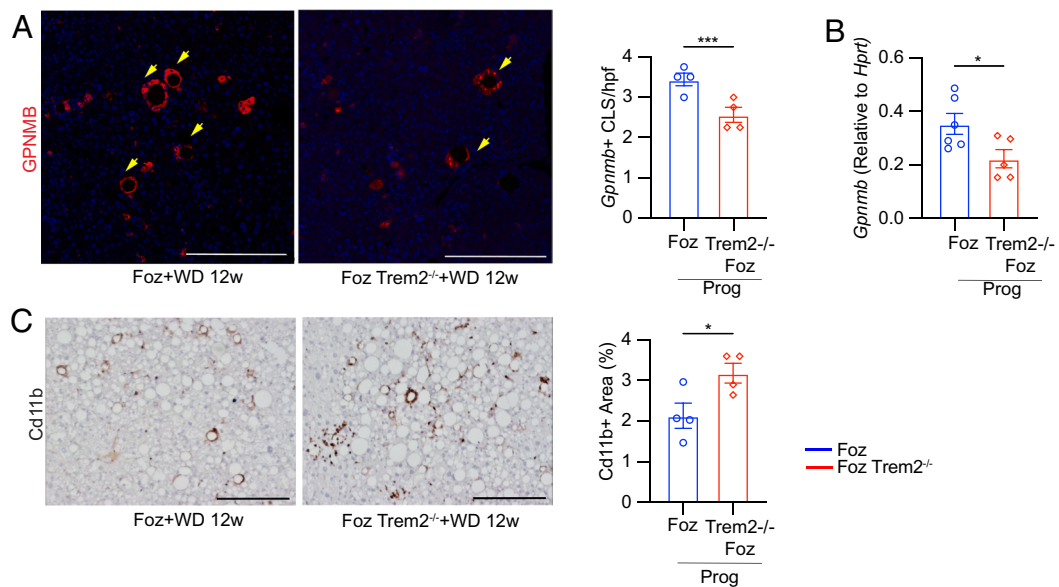 A
GPNMB
Foz+WD 12w
Foz Trem2-/-+WD 12w
Gpnmb+ CLS/hpf
4
3
2
1
0
***
Foz
Trem2-/-
Foz
Prog
B
Gpnmb (Relative to Hprt)
0.6
0.4
0.2
0.0
*
Foz
Trem2-/-
Foz
Prog
C
Cd11b
Foz+WD 12w
Foz Trem2-/-+WD 12w
Cd11b+ Area (%)
4
3
2
1
0
*
Foz
Trem2-/-
Foz
Prog
Foz
Foz Trem2-/-